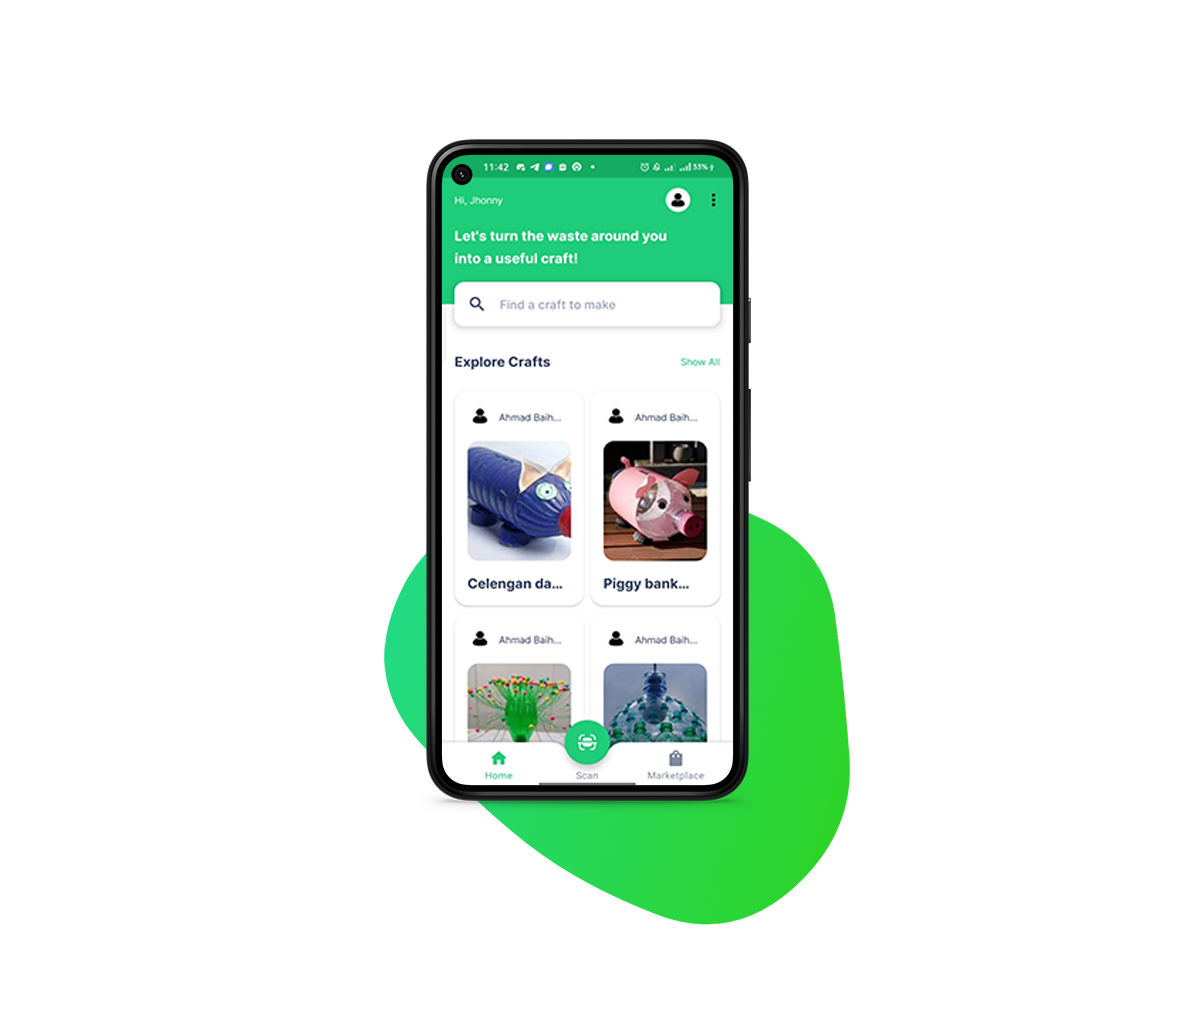 11:42
33%
Hi, Jhonny
Let's turn the waste around you
into a useful craft!
Find a craft to make
Explore Crafts
Show All
Ahmad Baih...
Ahmad Baih...
Celengan da...
Piggy bank...
Ahmad Baih...
Ahmad Baih...
Home
Scan
Marketplace